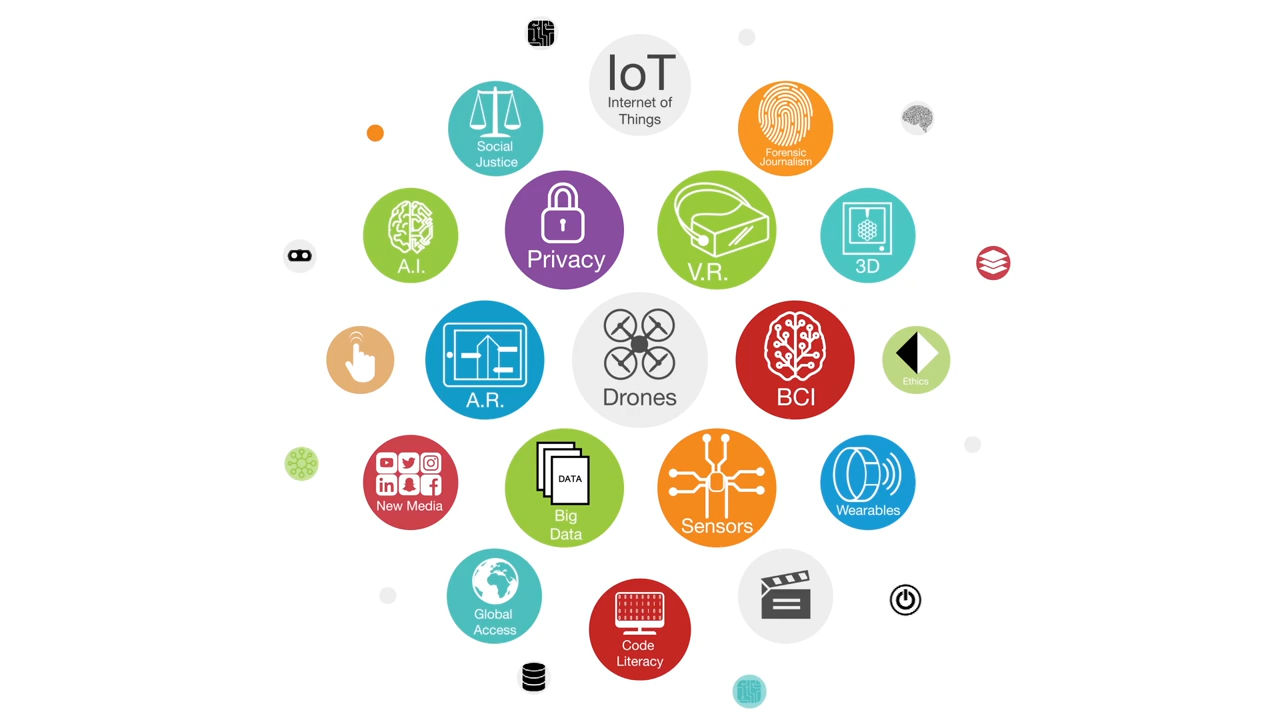 IoT
Internet of
Things
Social
Justice
Forensic
Journalism
A.I.
Privacy
V.R.
3D
A.R.
Drones
BCI
Ethics
New Media
DATA
Big
Data
Sensors
Wearables
Global
Access
Code
Literacy